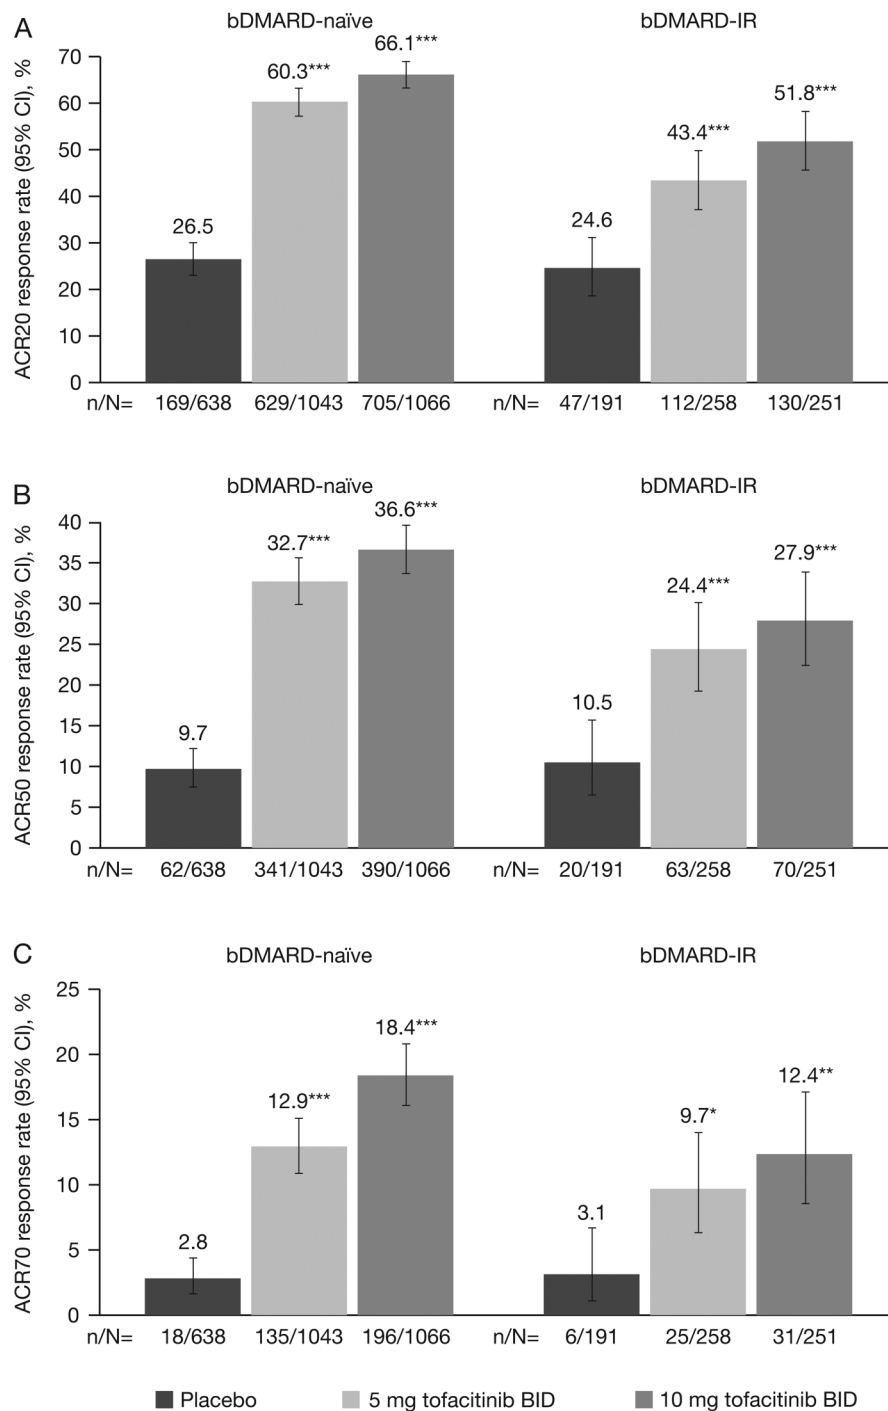 A
bDMARD-naïve
bDMARD-IR
ACR20 response rate (95% CI), %
70
60
50
40
30
20
10
0
26.5
60.3***
66.1***
24.6
43.4***
51.8***
n/N= 169/638 629/1043 705/1066 n/N= 47/191 112/258 130/251
B
bDMARD-naïve
bDMARD-IR
ACR50 response rate (95% CI), %
40
35
30
25
20
15
10
5
0
9.7
32.7***
36.6***
10.5
24.4***
27.9***
n/N= 62/638 341/1043 390/1066 n/N= 20/191 63/258 70/251
C
bDMARD-naïve
bDMARD-IR
ACR70 response rate (95% CI), %
25
20
15
10
5
0
2.8
12.9***
18.4***
3.1
9.7*
12.4**
n/N= 18/638 135/1043 196/1066 n/N= 6/191 25/258 31/251
Placebo 5 mg tofacitinib BID 10 mg tofacitinib BID